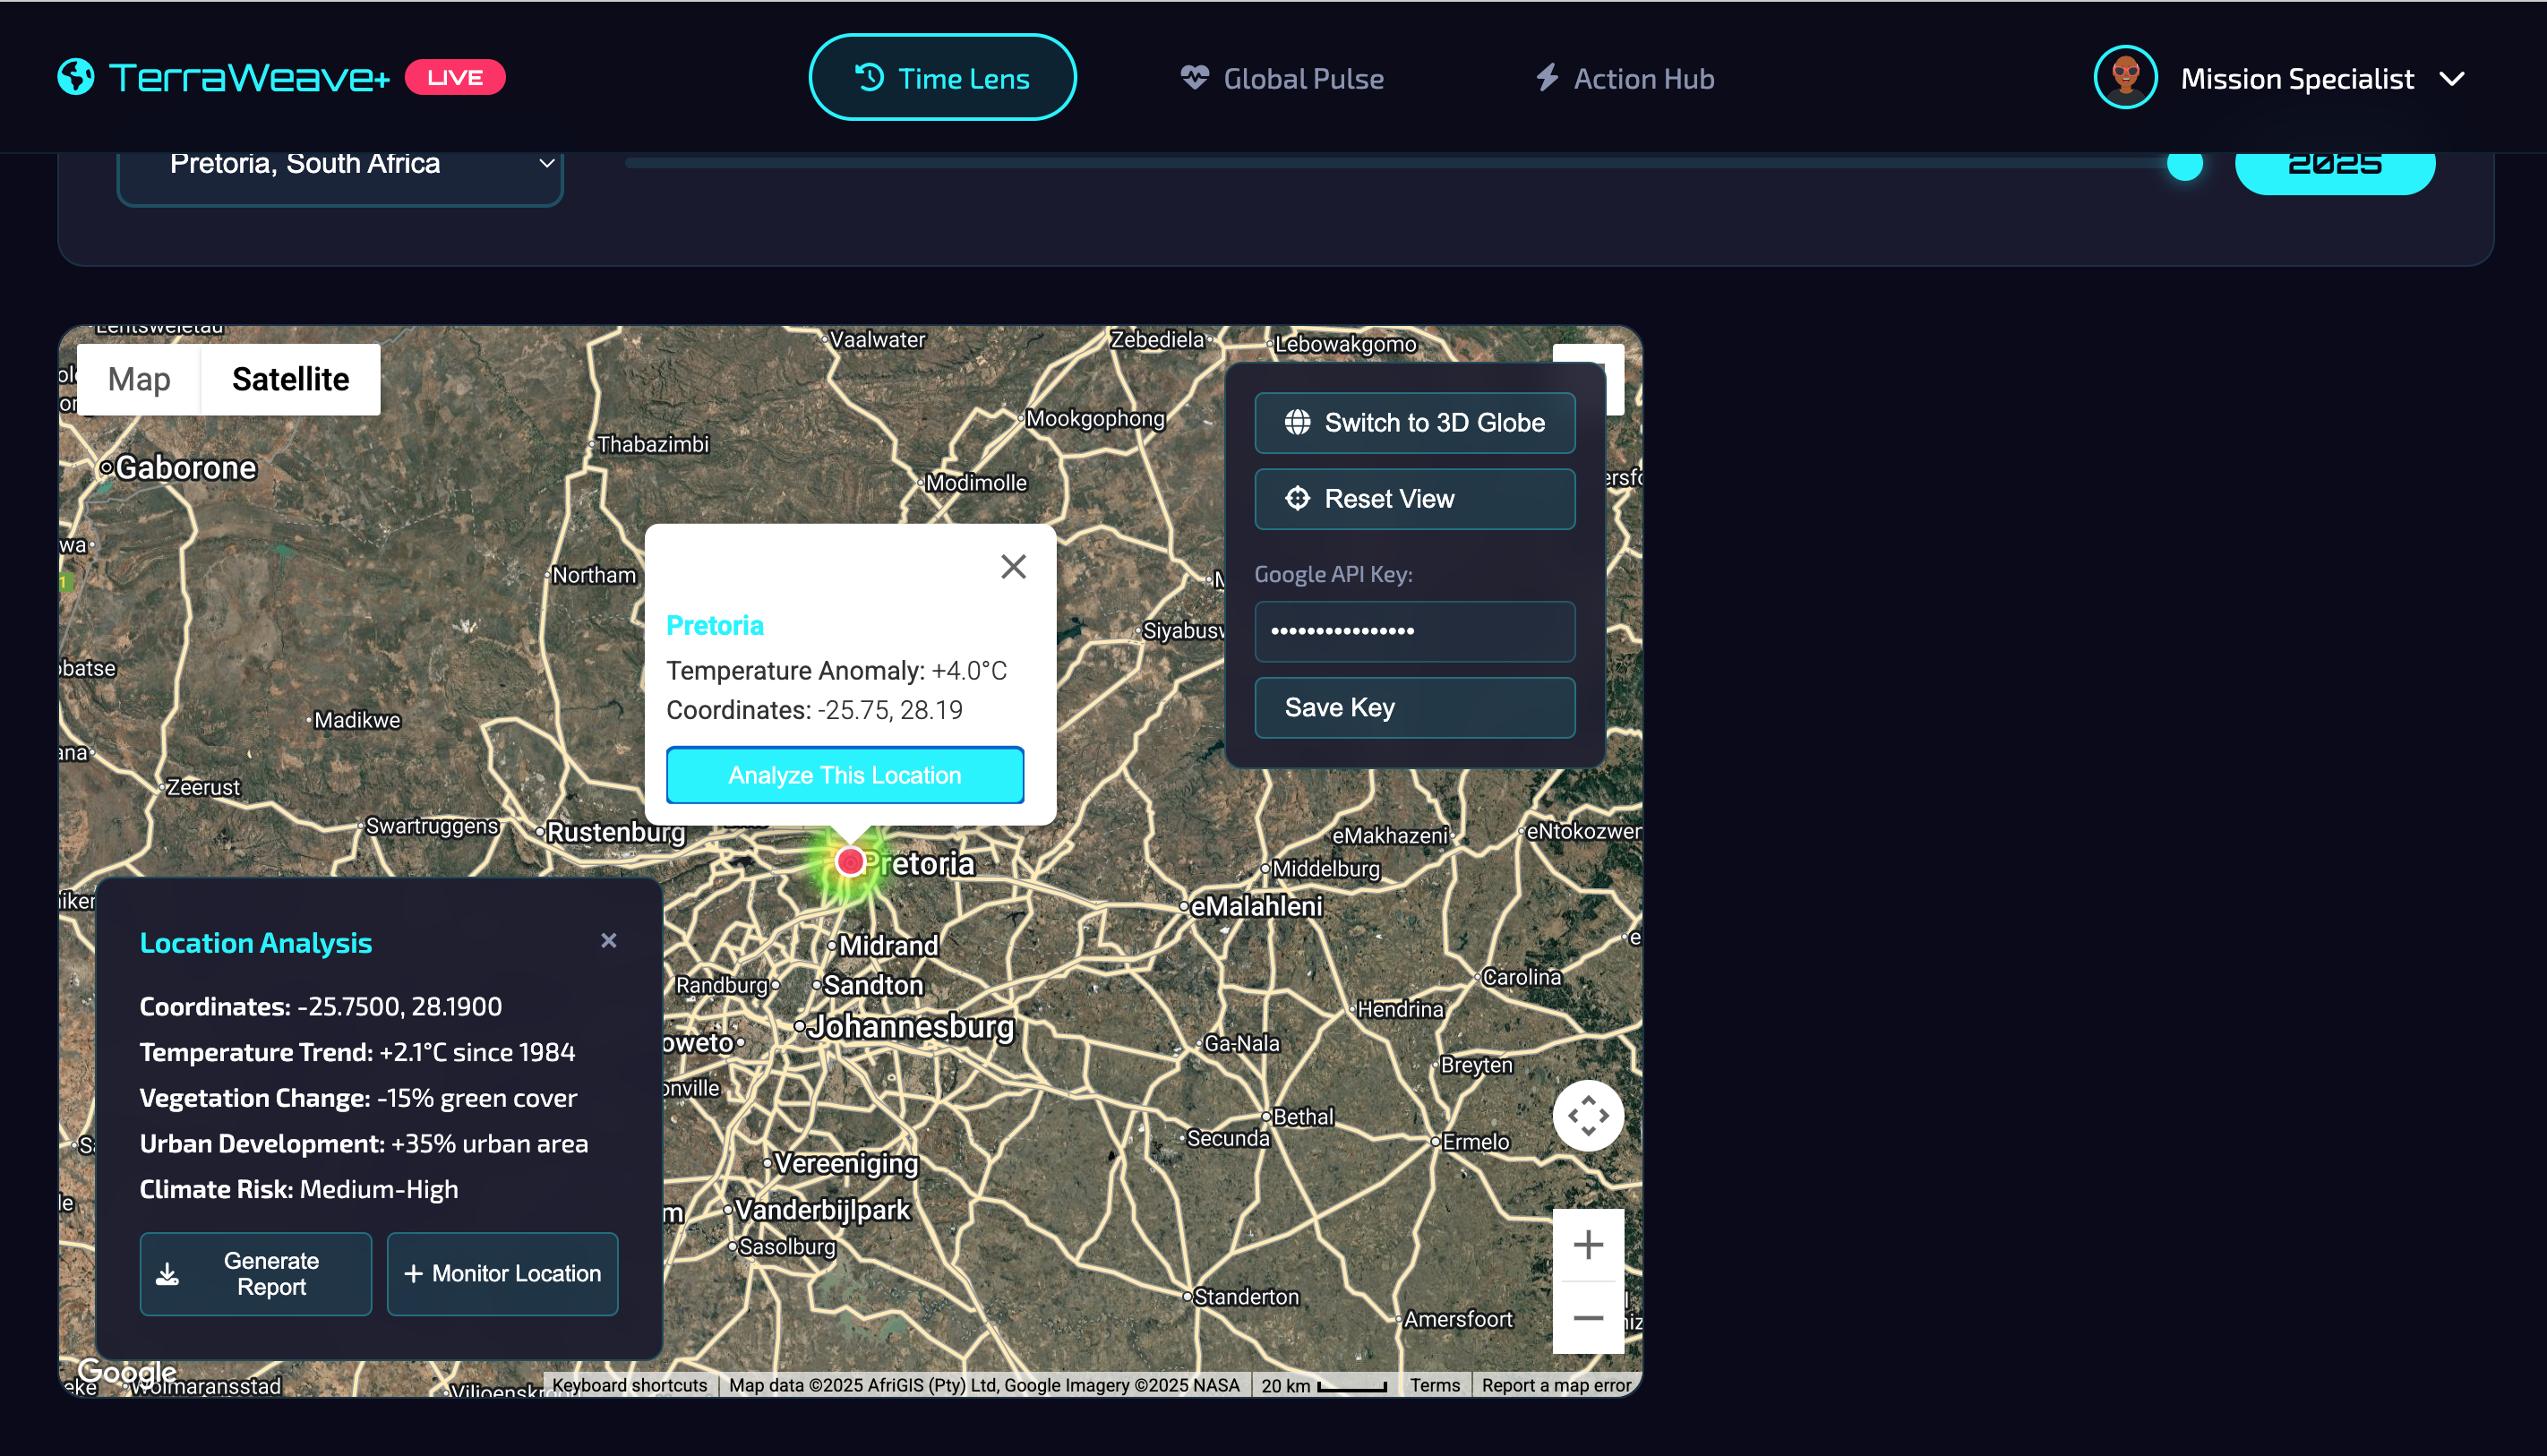 TerraWeave+ LIVE
Time Lens
Global Pulse
Action Hub
Mission Specialist
Pretoria, South Africa
2025
Map
Satellite
Lentsweletau
Vaalwater
Zebediela
Lebowakgomo
Gaborone
Thabazimbi
Mookgophong
Modimolle
Northam
Siyabusw
Madikwe
Zeerust
Swartruggens
Rustenburg
Switch to 3D Globe
Reset View
Google API Key:
••••••••••••••••
Save Key
Pretoria
Temperature Anomaly: +4.0°C
Coordinates: -25.75, 28.19
Analyze This Location
Pretoria
eMakhazeni
eNtokozwen
Middelburg
eMalahleni
Midrand
Randburg
Sandton
Carolina
Johannesburg
Hendrina
oweto
Ga-Nala
Breyten
onville
Bethal
Secunda
Ermelo
Vereeniging
Vanderbijlpark
Sasolburg
Standerton
Amersfoort
Location Analysis
Coordinates: -25.7500, 28.1900
Temperature Trend: +2.1°C since 1984
Vegetation Change: -15% green cover
Urban Development: +35% urban area
Climate Risk: Medium-High
Generate
Report
Monitor Location
Google
Wolmaransstad
Keyboard shortcuts
Map data ©2025 AfriGIS (Pty) Ltd, Google Imagery ©2025 NASA
20 km
Terms
Report a map error